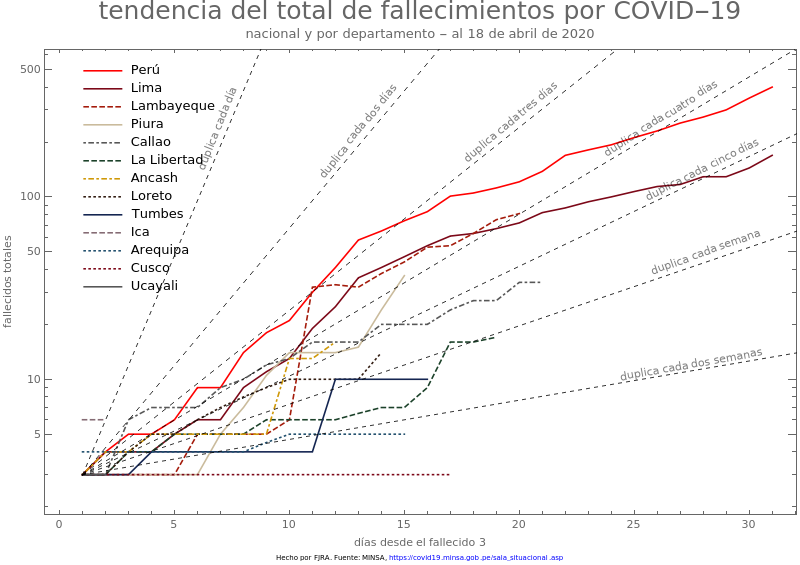 tendencia del total de fallecimientos por COVID−19
nacional y por departamento − al 18 de abril de 2020
Perú
Lima
Lambayeque
Piura
Callao
La Libertad
Ancash
Loreto
Tumbes
Ica
Arequipa
Cusco
Ucayali
duplica cada día
duplica cada dos días
duplica cada tres días
duplica cada cuatro días
duplica cada cinco días
duplica cada semana
duplica cada dos semanas
fallecidos totales
500
100
50
10
5
0 5 10 15 20 25 30
días desde el fallecido 3
Hecho por FJRA. Fuente: MINSA, https://covid19.minsa.gob.pe/sala_situacional .asp